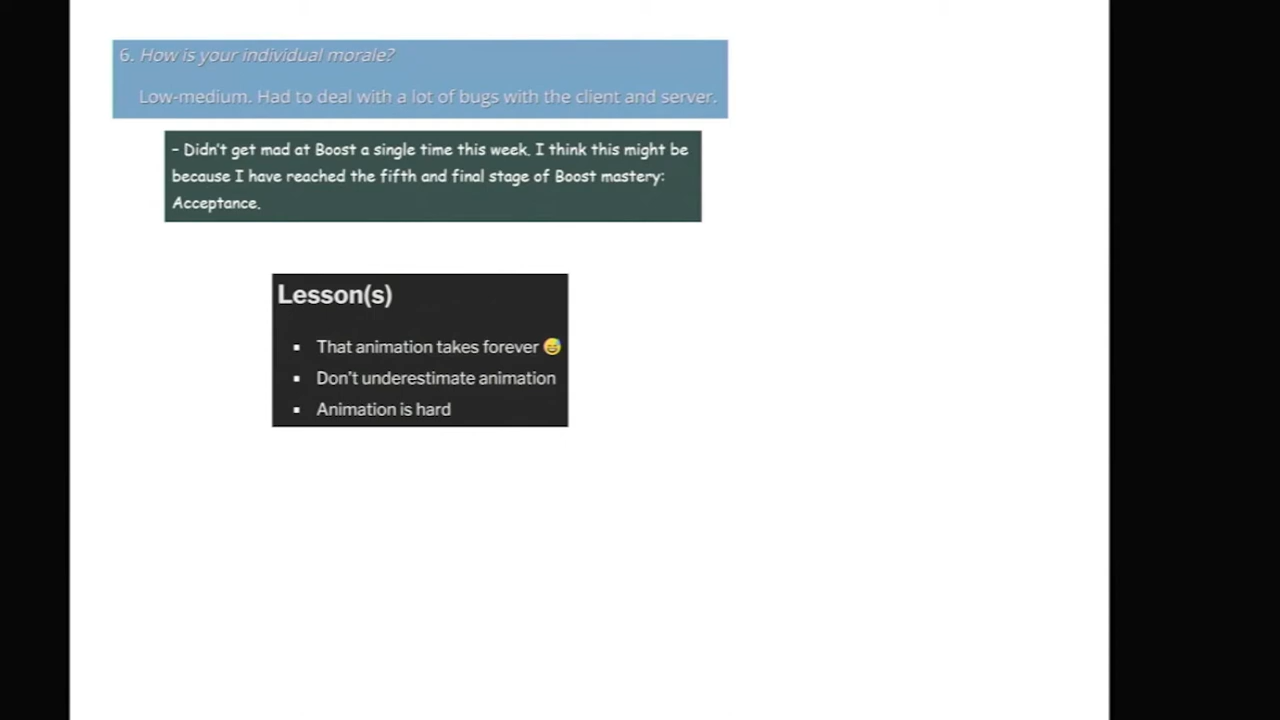 6. How is your individual morale?
Low-medium. Had to deal with a lot of bugs with the client and server.
– Didn't get mad at Boost a single time this week. I think this might be
because I have reached the fifth and final stage of Boost mastery:
Acceptance.
Lesson(s)
▪ That animation takes forever 😅
▪ Don't underestimate animation
▪ Animation is hard